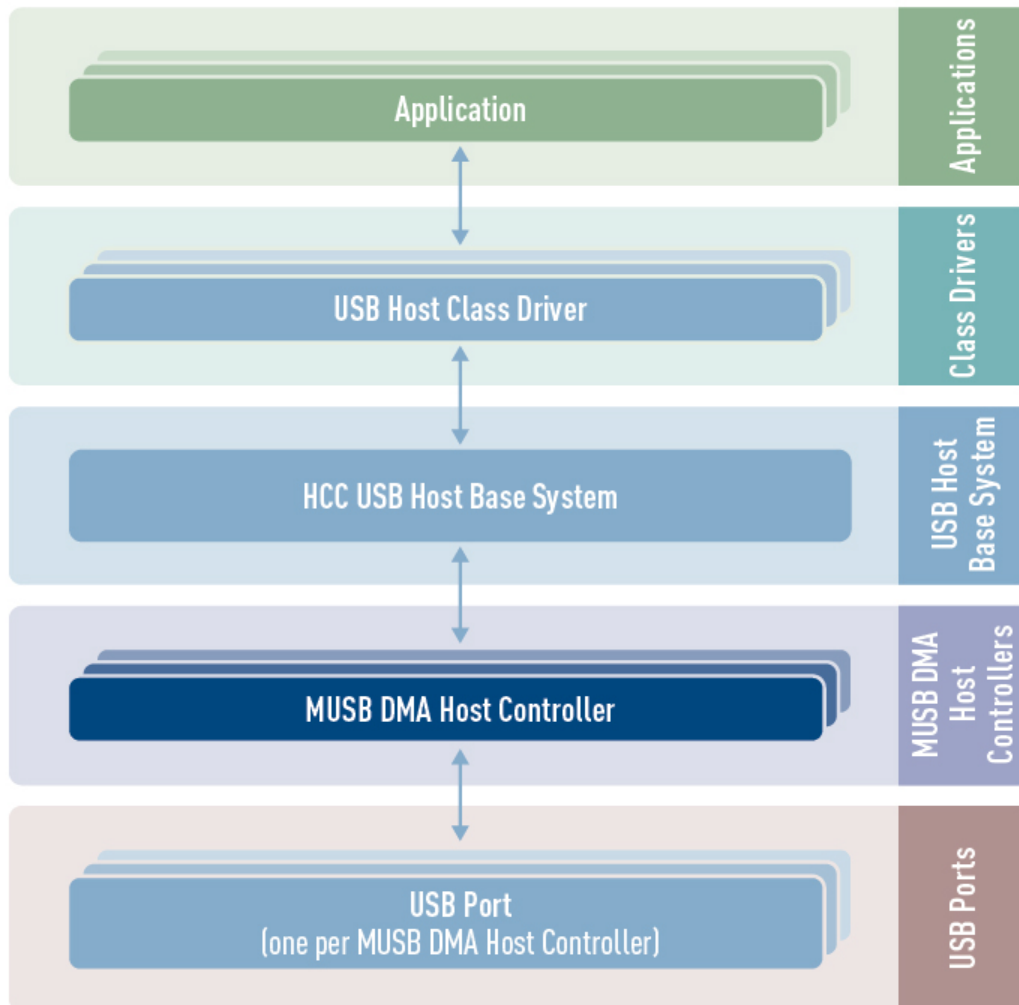 Application
Applications
USB Host Class Driver
Class Drivers
HCC USB Host Base System
USB Host
Base System
MUSB DMA Host Controller
MUSB DMA
Host
Controllers
USB Port
(one per MUSB DMA Host Controller)
USB Ports